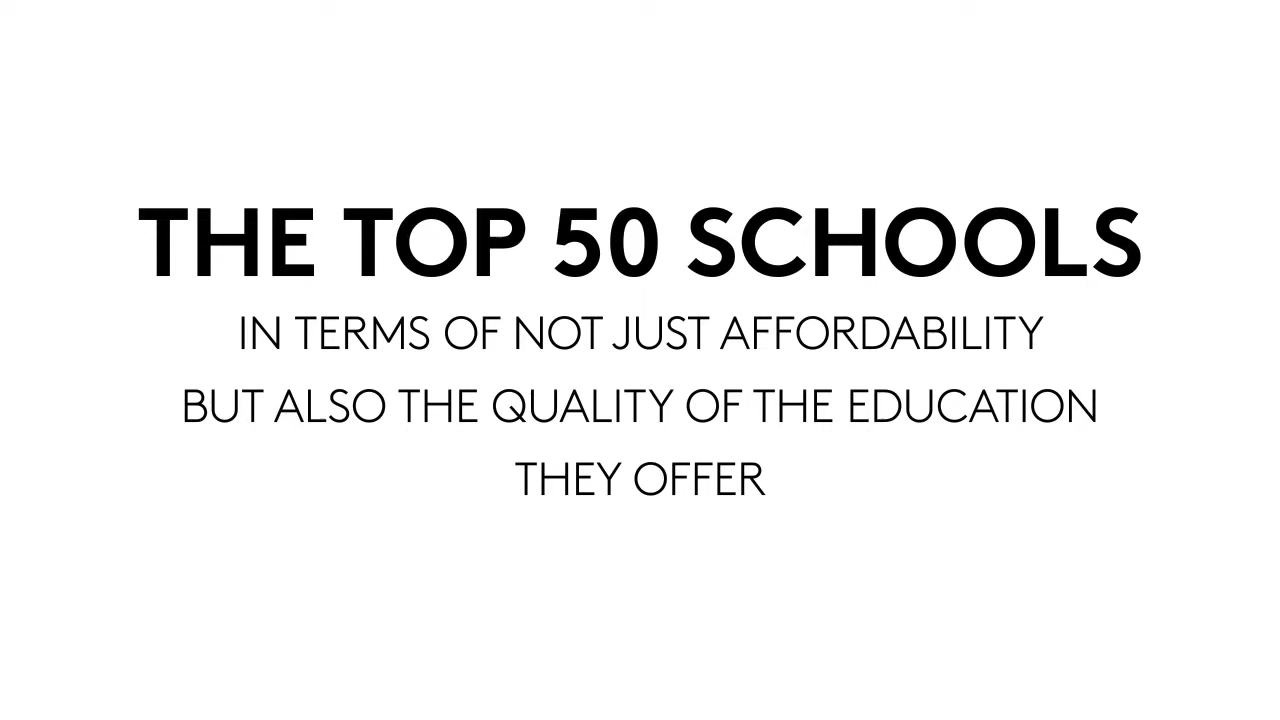 THE TOP 50 SCHOOLS
IN TERMS OF NOT JUST AFFORDABILITY
BUT ALSO THE QUALITY OF THE EDUCATION
THEY OFFER